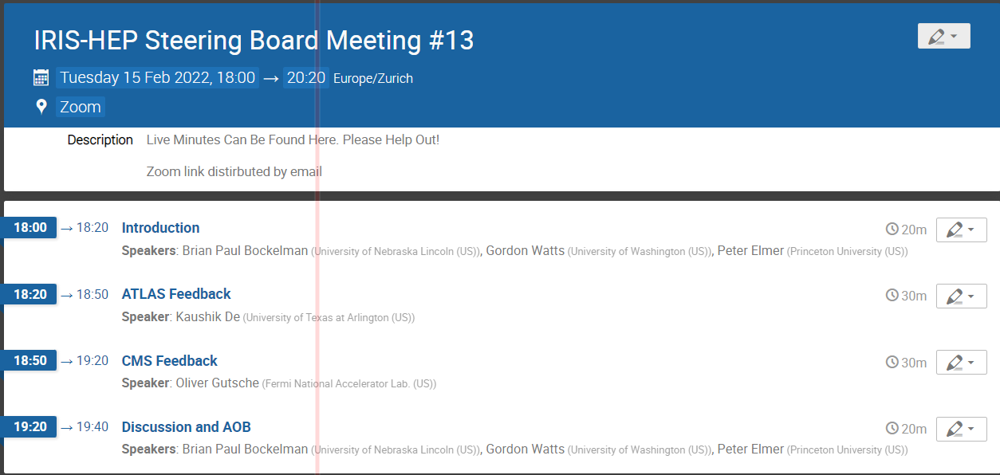 IRIS-HEP Steering Board Meeting #13
Tuesday 15 Feb 2022, 18:00 → 20:20 Europe/Zurich
Zoom
Description Live Minutes Can Be Found Here. Please Help Out!
Zoom link distirbuted by email
18:00 → 18:20 Introduction 20m
Speakers: Brian Paul Bockelman (University of Nebraska Lincoln (US)), Gordon Watts (University of Washington (US)), Peter Elmer (Princeton University (US))
18:20 → 18:50 ATLAS Feedback 30m
Speaker: Kaushik De (University of Texas at Arlington (US))
18:50 → 19:20 CMS Feedback 30m
Speaker: Oliver Gutsche (Fermi National Accelerator Lab. (US))
19:20 → 19:40 Discussion and AOB 20m
Speakers: Brian Paul Bockelman (University of Nebraska Lincoln (US)), Gordon Watts (University of Washington (US)), Peter Elmer (Princeton University (US))